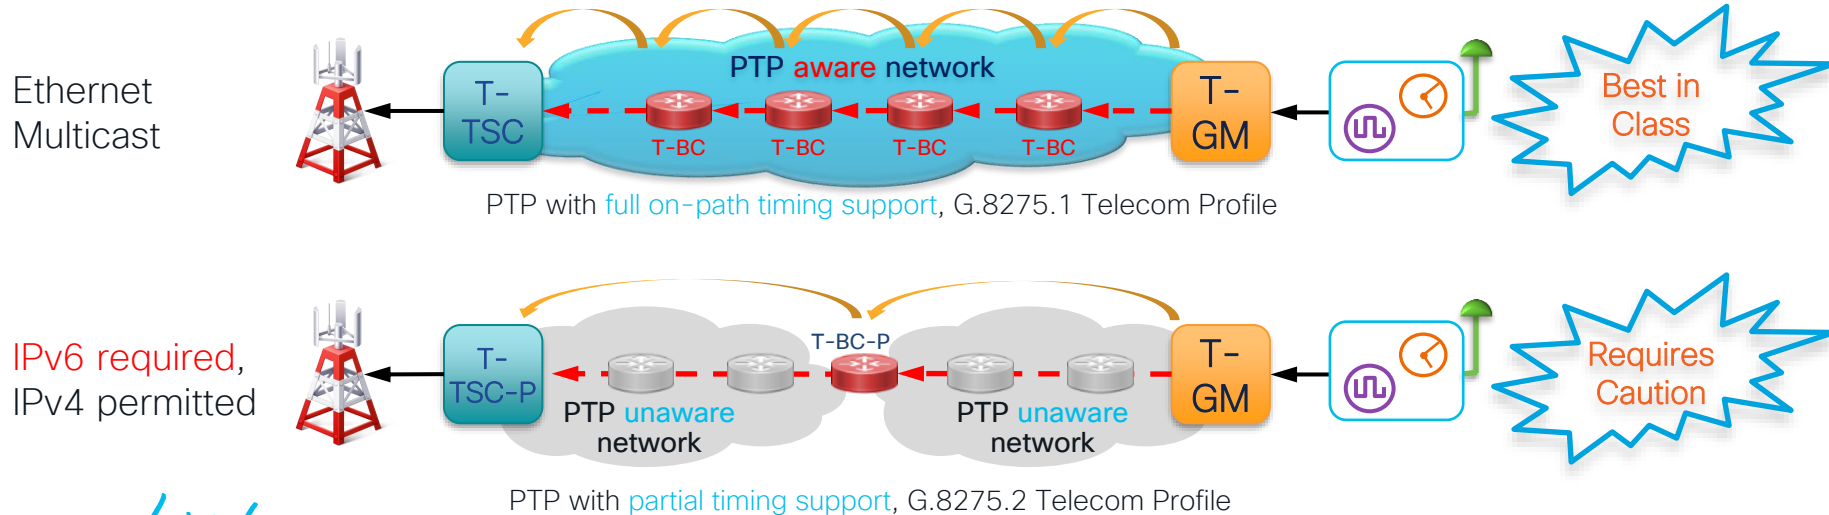 Ethernet
Multicast
T-
TSC
PTP aware network
T-BC
T-BC
T-BC
T-BC
T-
GM
Best in
Class
PTP with full on-path timing support, G.8275.1 Telecom Profile
IPv6 required,
IPv4 permitted
T-
TSC-P
PTP unaware
network
T-BC-P
PTP unaware
network
T-
GM
Requires
Caution
PTP with partial timing support, G.8275.2 Telecom Profile